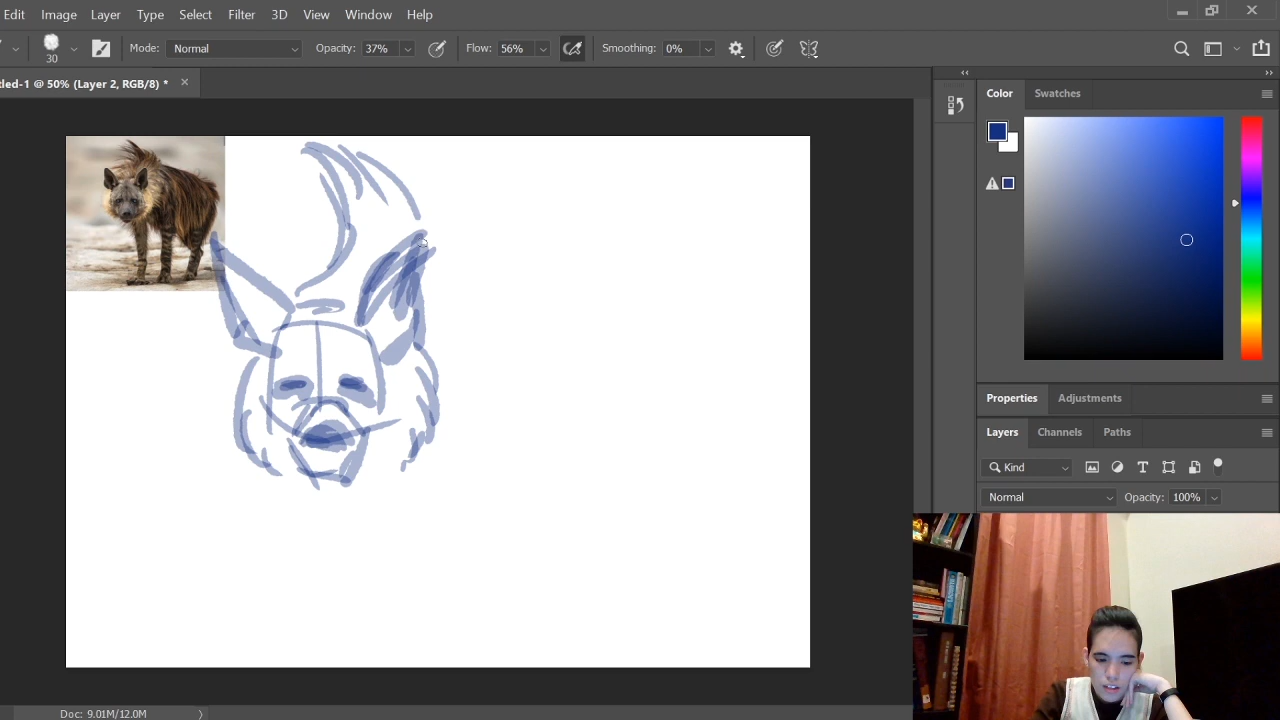 Edit Image Layer Type Select Filter 3D View Window Help
30 Mode: Normal Opacity: 37% Flow: 56% Smoothing: 0%
tled-1 @ 50% (Layer 2, RGB/8) *
Color Swatches
Properties Adjustments
Layers Channels Paths
Kind
Normal Opacity: 100%
Doc: 9.01M/12.0M